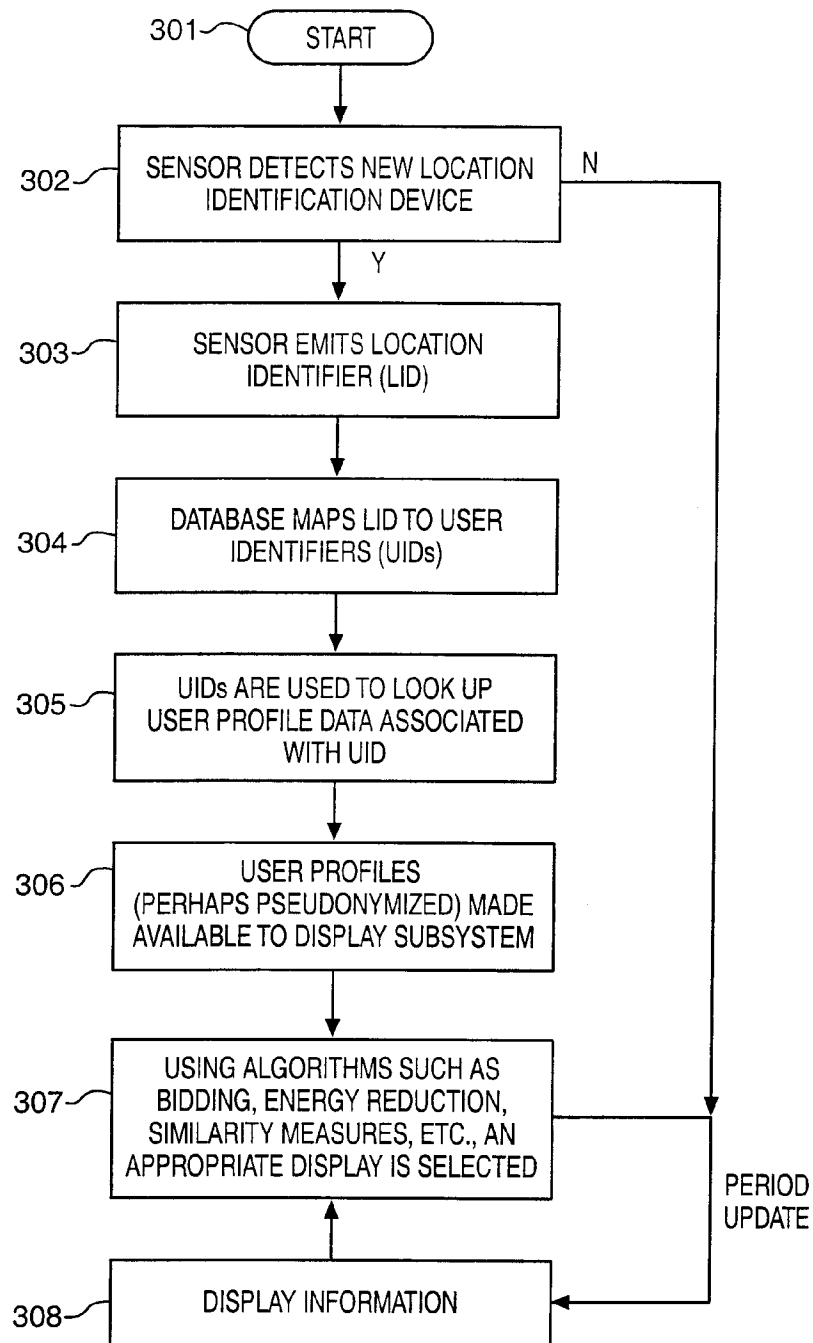 301
START
302
SENSOR DETECTS NEW LOCATION
IDENTIFICATION DEVICE
N
Y
303
SENSOR EMITS LOCATION
IDENTIFIER (LID)
304
DATABASE MAPS LID TO USER
IDENTIFIERS (UIDs)
305
UIDs ARE USED TO LOOK UP
USER PROFILE DATA ASSOCIATED
WITH UID
306
USER PROFILES
(PERHAPS PSEUDONYMIZED) MADE
AVAILABLE TO DISPLAY SUBSYSTEM
307
USING ALGORITHMS SUCH AS
BIDDING, ENERGY REDUCTION,
SIMILARITY MEASURES, ETC., AN
APPROPRIATE DISPLAY IS SELECTED
PERIOD
UPDATE
308
DISPLAY INFORMATION